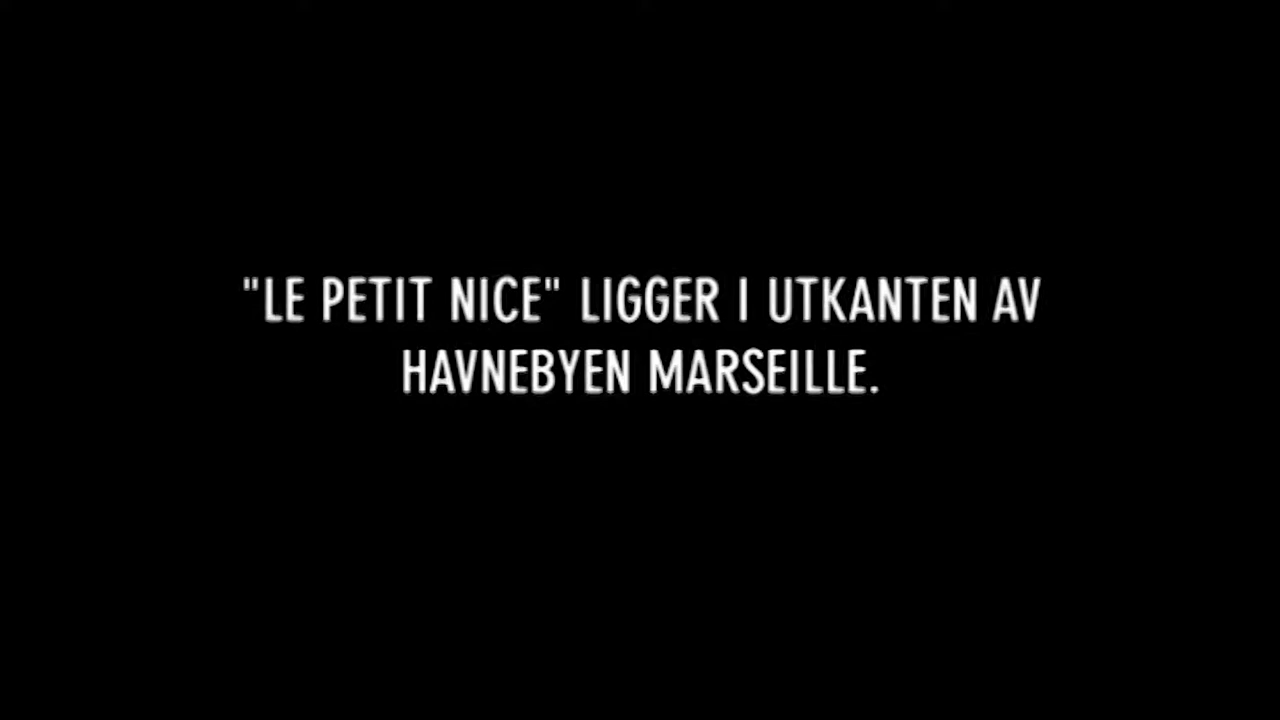 "LE PETIT NICE" LIGGER I UTKANTEN AV
HAVNEBYEN MARSEILLE.